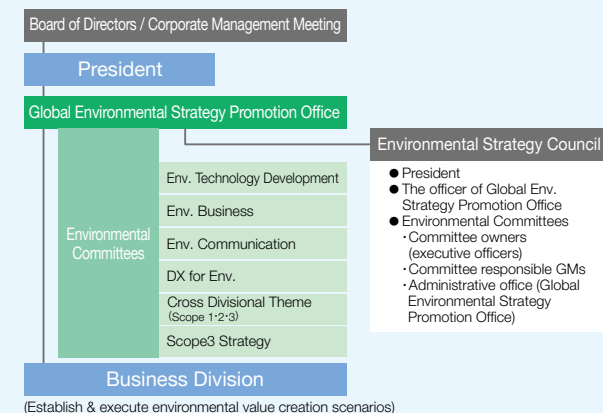 Board of Directors / Corporate Management Meeting
President
Global Environmental Strategy Promotion Office
Environmental
Committees
Env. Technology Development
Env. Business
Env. Communication
DX for Env.
Cross Divisional Theme
(Scope 1･2･3)
Scope3 Strategy
Environmental Strategy Council
● President
● The officer of Global Env.
Strategy Promotion Office
● Environmental Committees
･Committee owners
(executive officers)
･Committee responsible GMs
･Administrative office (Global
Environmental Strategy
Promotion Office)
Business Division
(Establish & execute environmental value creation scenarios)